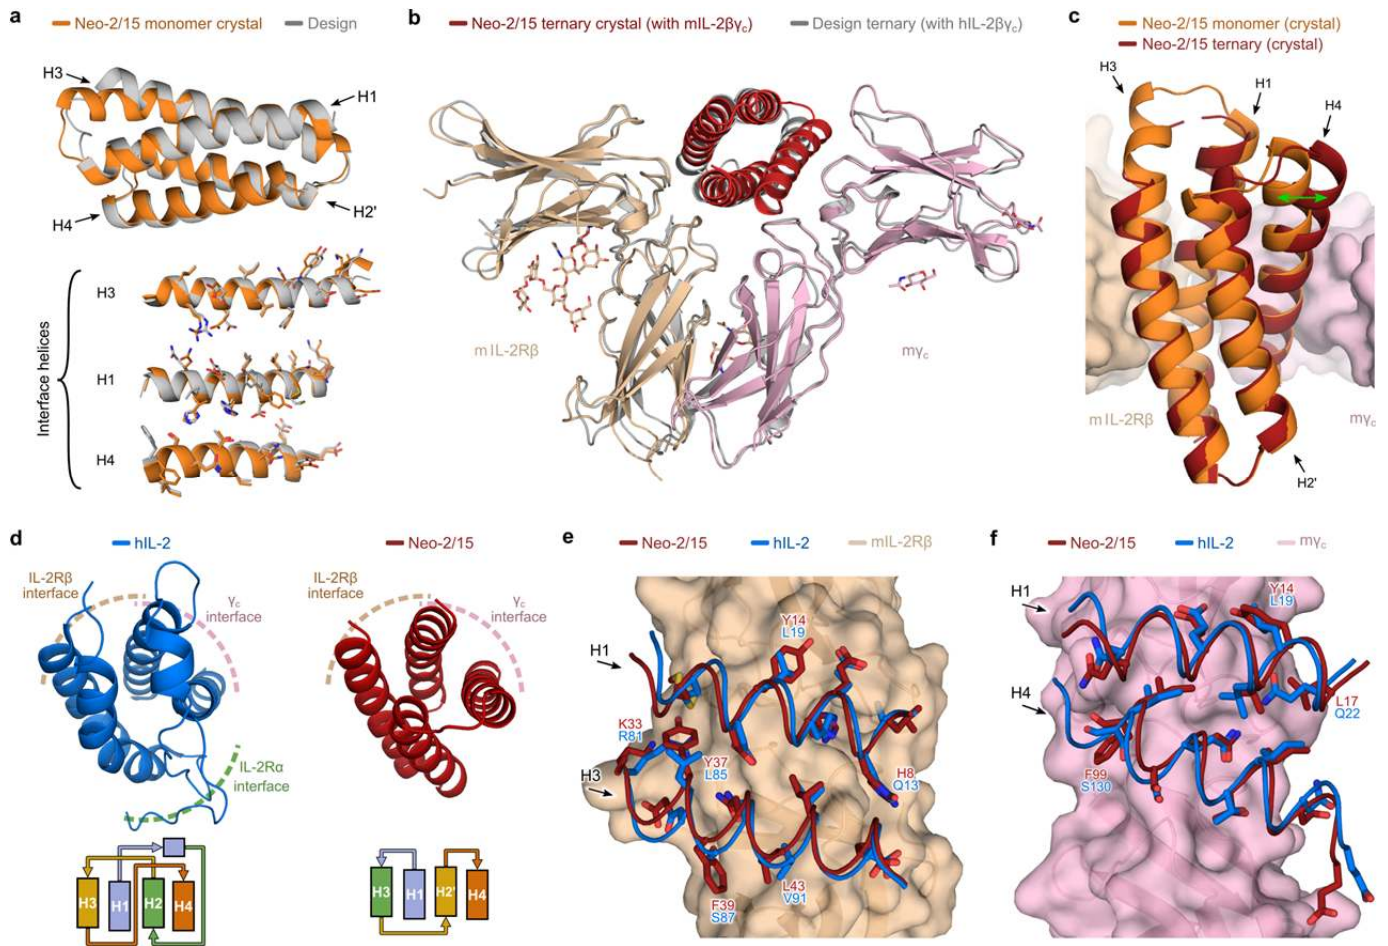 a
Neo-2/15 monomer crystal
Design
H3
H1
H4
H2'
Interface helices
H3
H1
H4
b
Neo-2/15 ternary crystal (with mIL-2βγc)
Design ternary (with hIL-2βγc)
mIL-2Rβ
mγc
c
Neo-2/15 monomer (crystal)
Neo-2/15 ternary (crystal)
H3
H1
H4
mIL-2Rβ
mγc
H2'
d
hIL-2
Neo-2/15
IL-2Rβ
interface
γc
interface
IL-2Rα
interface
IL-2Rβ
interface
γc
interface
H3
H1
H2
H4
H3
H1
H2'
H4
e
Neo-2/15
hIL-2
mIL-2Rβ
H1
Y14
L19
K33
R81
Y37
L85
H3
H8
Q13
L43
V91
F39
S87
f
Neo-2/15
hIL-2
mγc
H1
Y14
L19
H4
L17
Q22
F99
S130